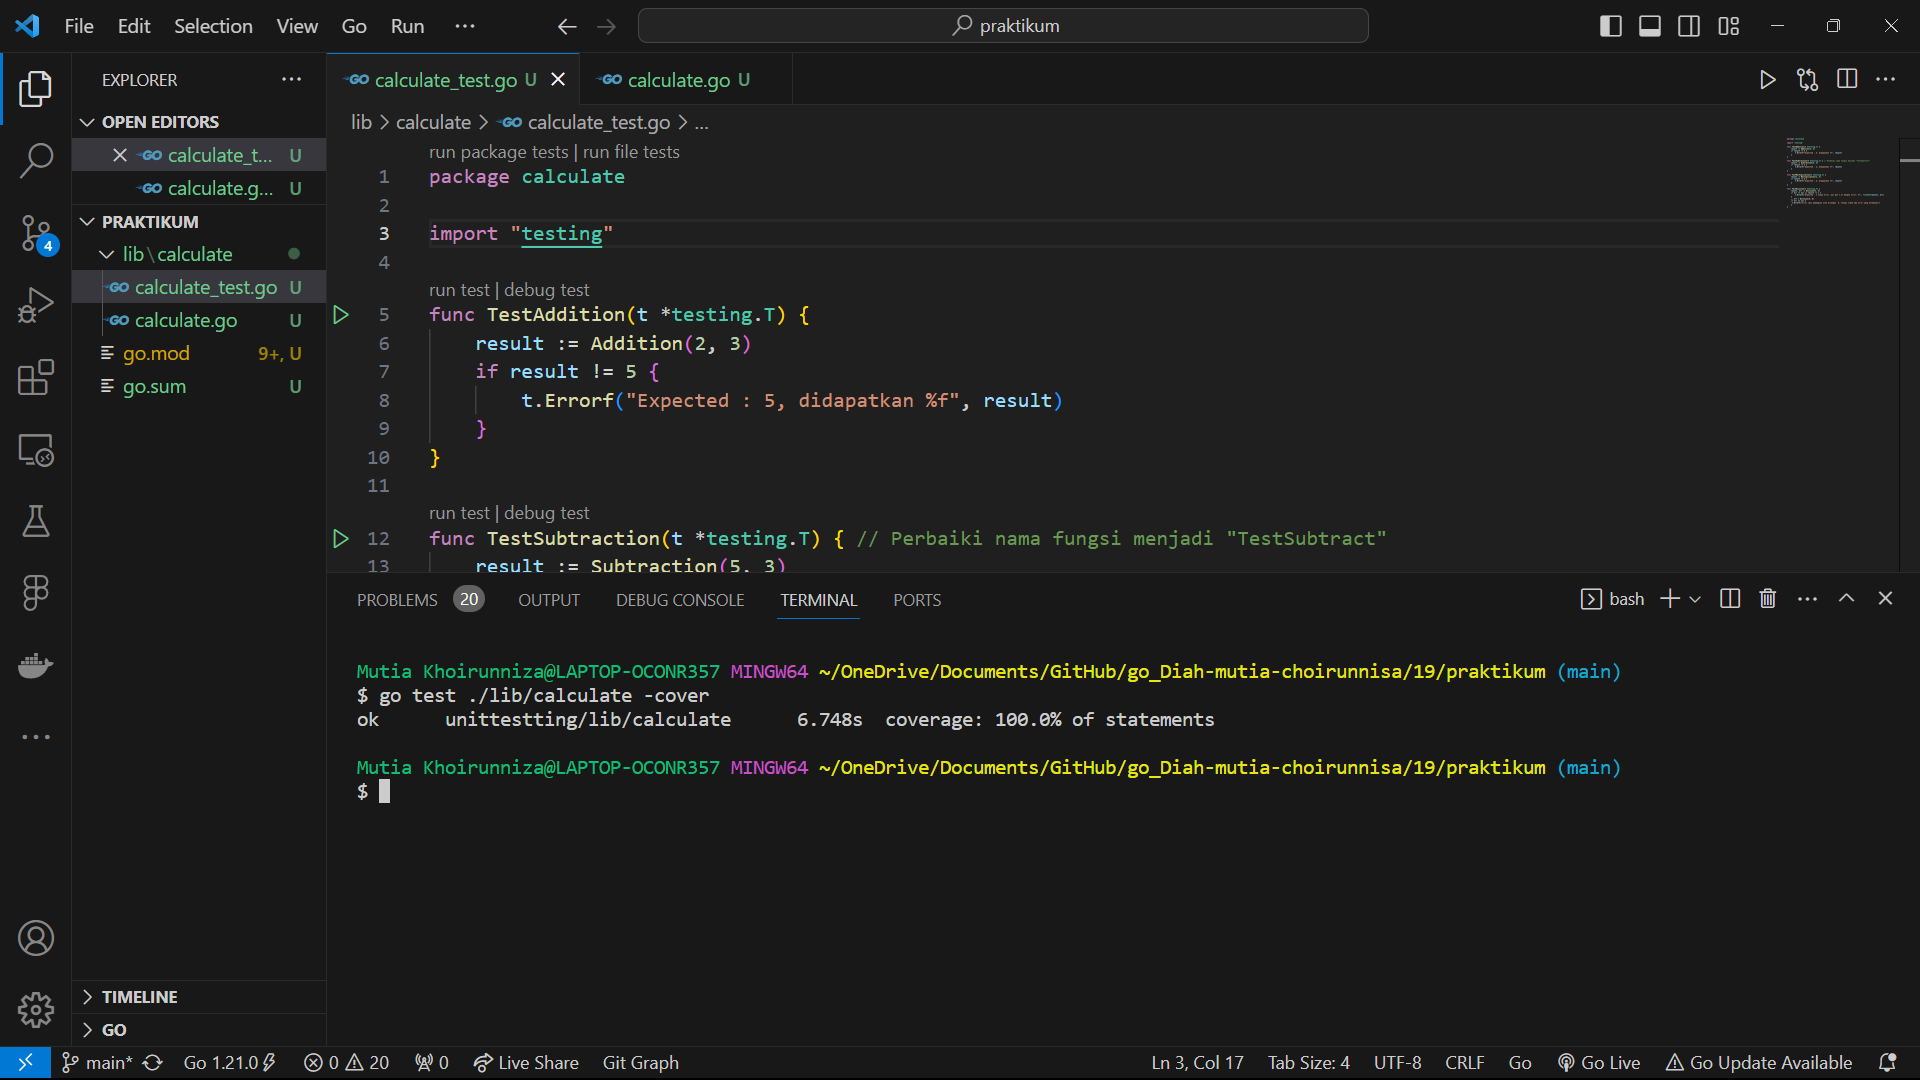 File Edit Selection View Go Run ...
praktikum
EXPLORER
OPEN EDITORS
calculate_t... U
calculate.g... U
PRAKTIKUM
lib\calculate
calculate_test.go U
calculate.go U
go.mod 9+, U
go.sum U
TIMELINE
GO
4
calculate_test.go U
calculate.go U
lib > calculate > calculate_test.go > ...
run package tests | run file tests
1 package calculate
2
3 import "testing"
4
run test | debug test
5 func TestAddition(t *testing.T) {
6 result := Addition(2, 3)
7 if result != 5 {
8 t.Errorf("Expected : 5, didapatkan %f", result)
9 }
10 }
11
run test | debug test
12 func TestSubtraction(t *testing.T) { // Perbaiki nama fungsi menjadi "TestSubtract"
13 result := Subtraction(5, 3)
PROBLEMS 20 OUTPUT DEBUG CONSOLE TERMINAL PORTS
bash
Mutia Khoirunniza@LAPTOP-OCONR357 MINGW64 ~/OneDrive/Documents/GitHub/go_Diah-mutia-choirunnisa/19/praktikum (main)
$ go test ./lib/calculate -cover
ok unittestting/lib/calculate 6.748s coverage: 100.0% of statements
Mutia Khoirunniza@LAPTOP-OCONR357 MINGW64 ~/OneDrive/Documents/GitHub/go_Diah-mutia-choirunnisa/19/praktikum (main)
$
main* Go 1.21.0 0 20 0 Live Share Git Graph Ln 3, Col 17 Tab Size: 4 UTF-8 CRLF Go Go Live Go Update Available